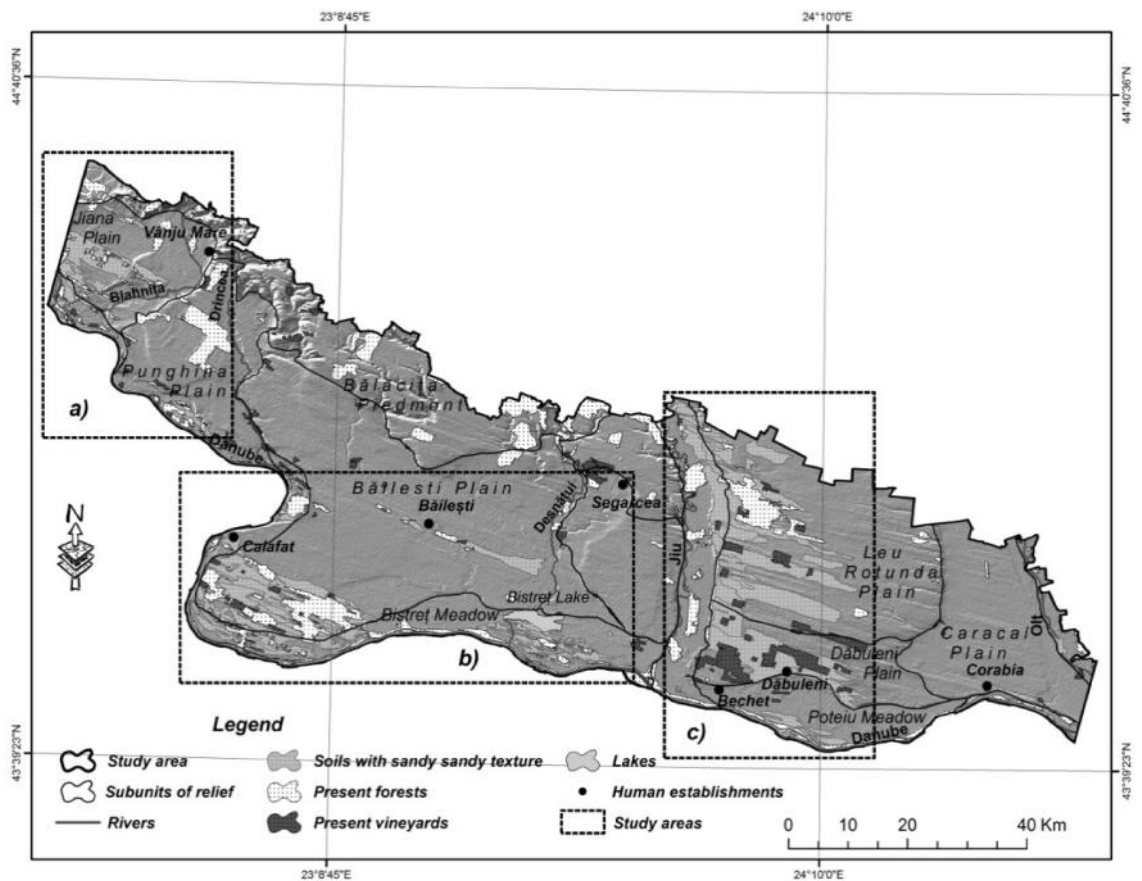 23°8'45"E
24°10'0"E
44°40'36"N
44°40'36"N
Jiana
Plain
Vânju Mare
Blahnița
Drincea
Punghina
Plain
a)
Bălăcița
Piedmont
Danube
Băilesti Plain
Băilești
Calafat
Desnățui
Segarcea
Jiu
Leu
Rotunda
Plain
Olt
Bistreț Lake
Bistreț Meadow
b)
Caracal
Plain
Dăbuleni
Plain
Corabia
Dăbuleni
Bechet
Poteiu Meadow
Danube
c)
N
Legend
Study area
Soils with sandy sandy texture
Lakes
Subunits of relief
Present forests
Human establishments
Rivers
Present vineyards
Study areas
0 10 20 40 Km
43°39'23"N
43°39'23"N
23°8'45"E
24°10'0"E